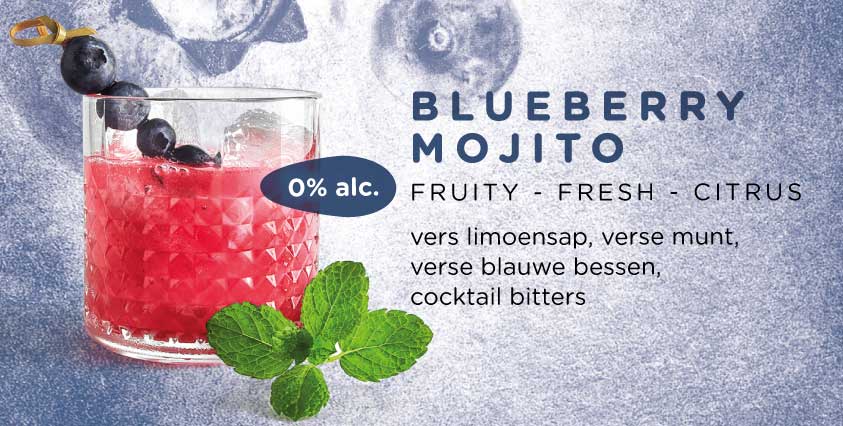 BLUEBERRY
MOJITO
0% alc.
FRUITY - FRESH - CITRUS
vers limoensap, verse munt,
verse blauwe bessen,
cocktail bitters